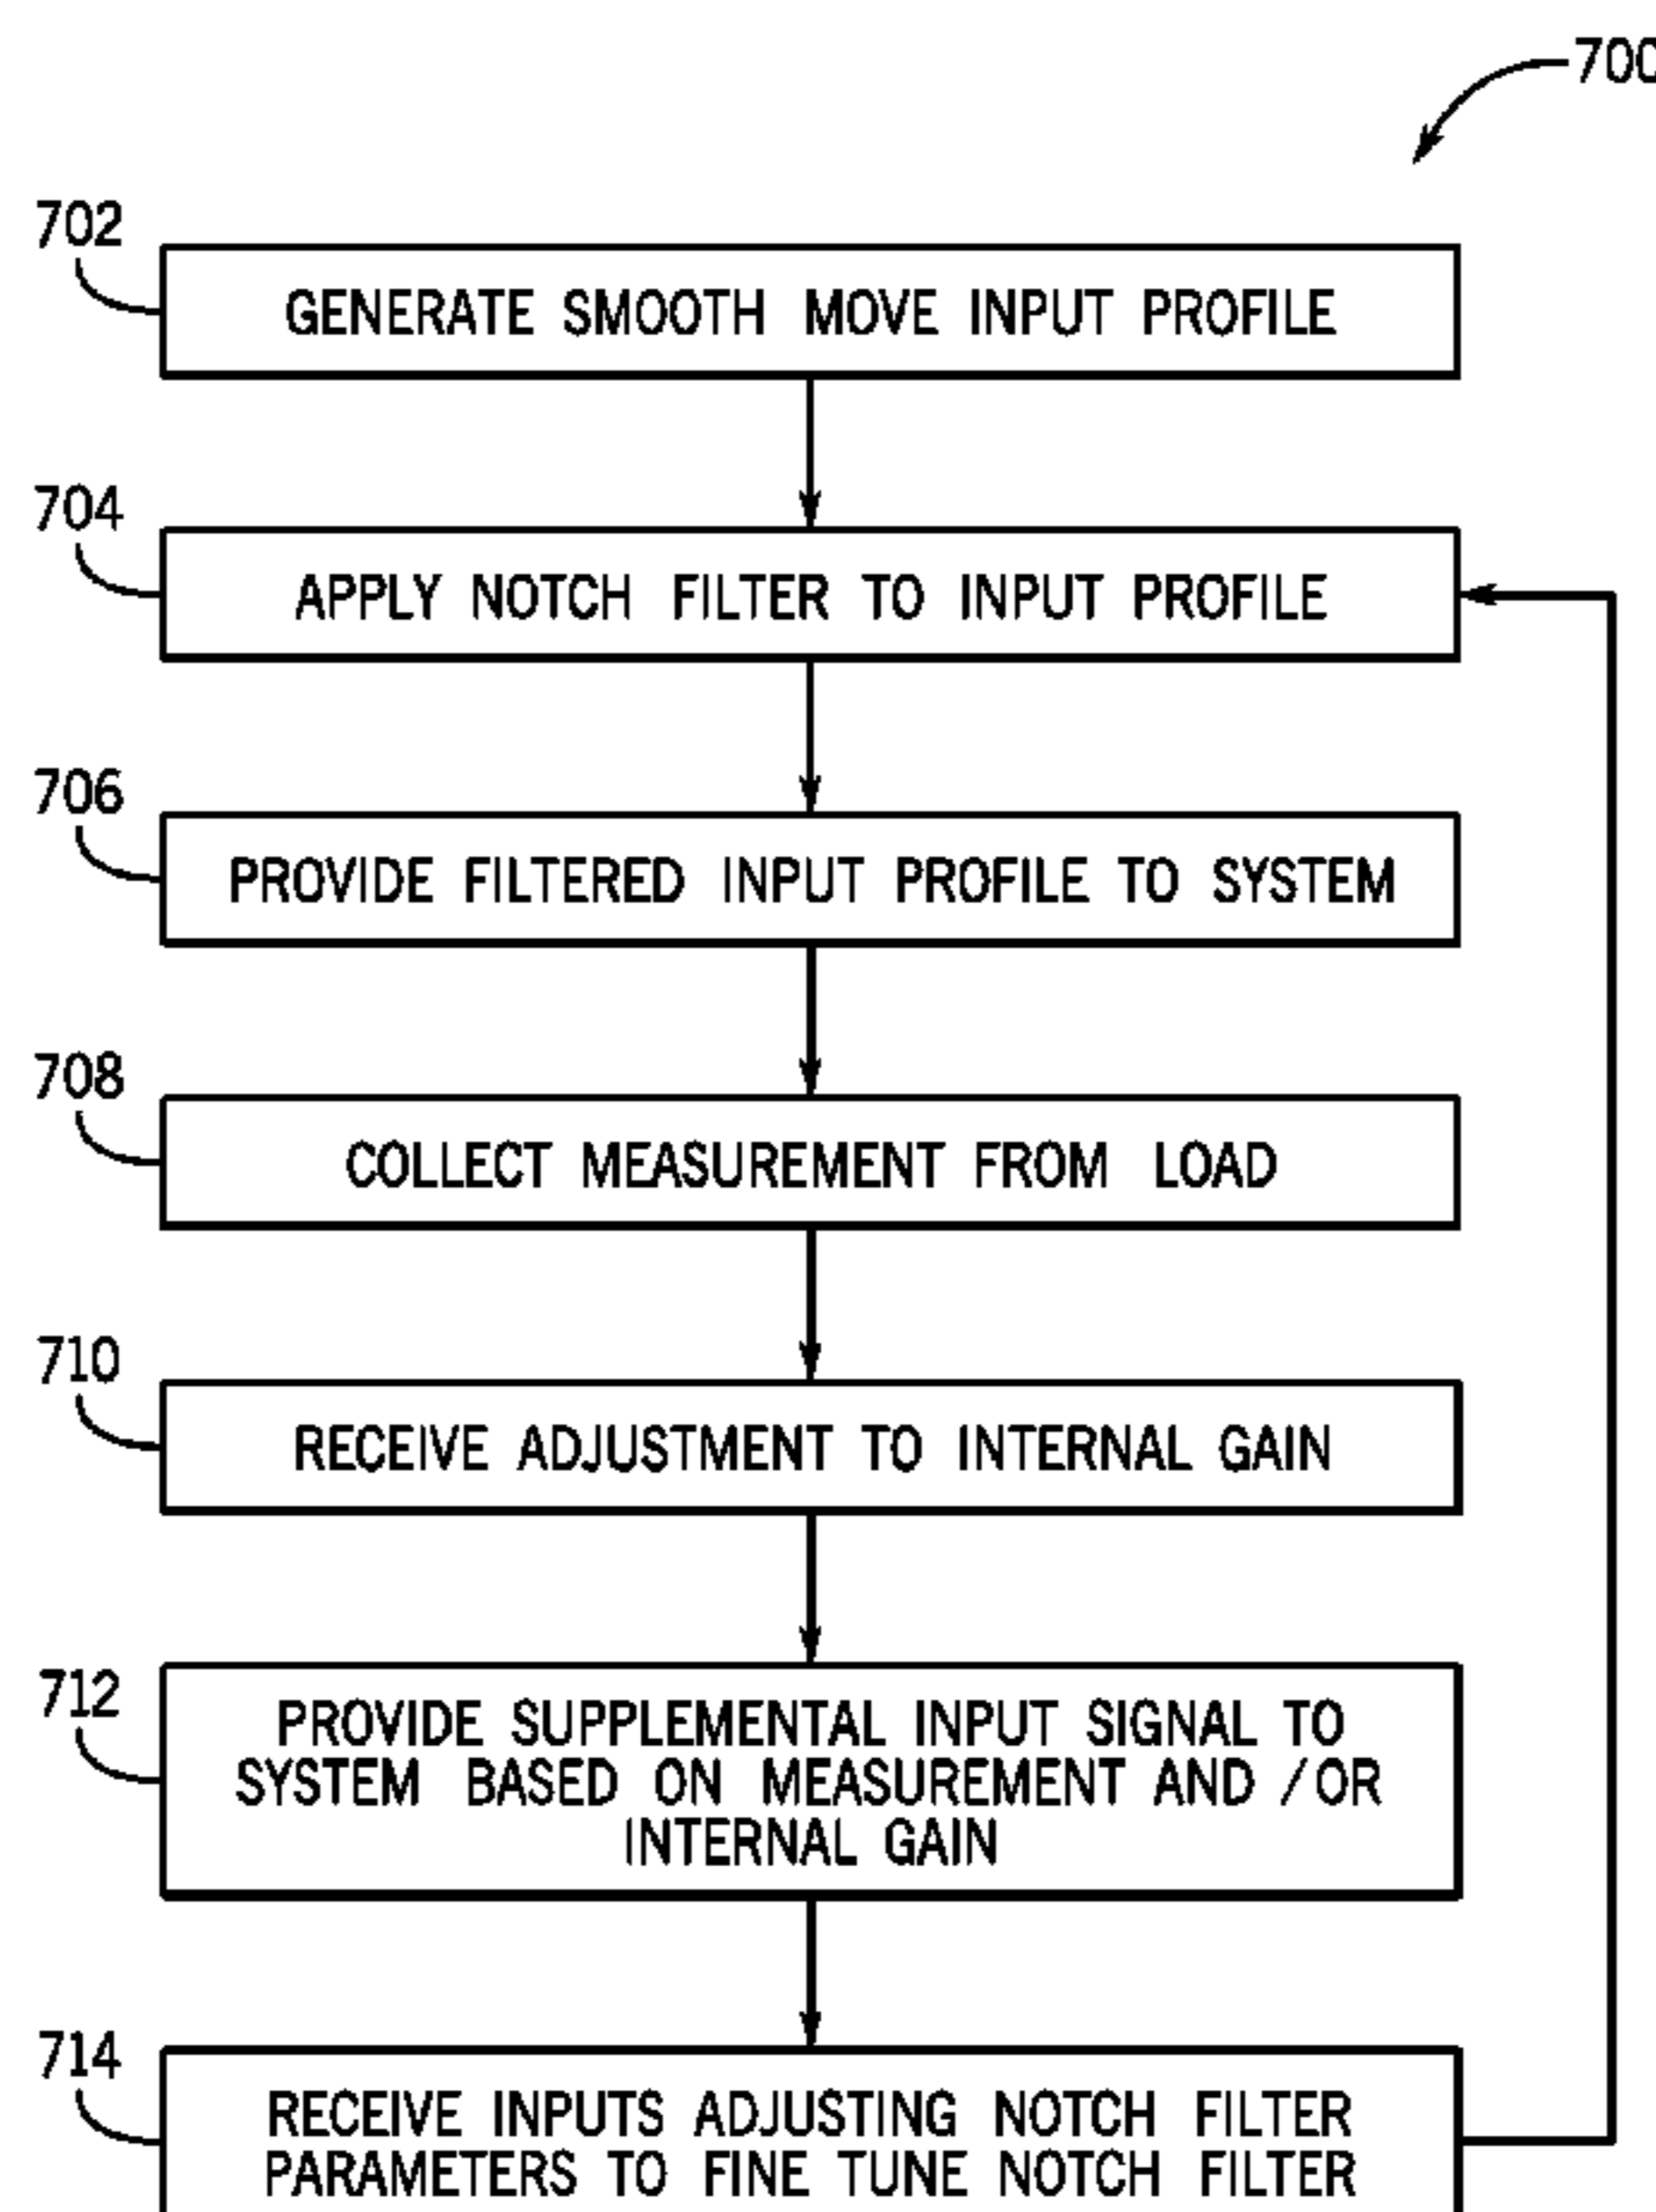 700
702
GENERATE SMOOTH MOVE INPUT PROFILE
704
APPLY NOTCH FILTER TO INPUT PROFILE
706
PROVIDE FILTERED INPUT PROFILE TO SYSTEM
708
COLLECT MEASUREMENT FROM LOAD
710
RECEIVE ADJUSTMENT TO INTERNAL GAIN
712
PROVIDE SUPPLEMENTAL INPUT SIGNAL TO
SYSTEM BASED ON MEASUREMENT AND /OR
INTERNAL GAIN
714
RECEIVE INPUTS ADJUSTING NOTCH FILTER
PARAMETERS TO FINE TUNE NOTCH FILTER